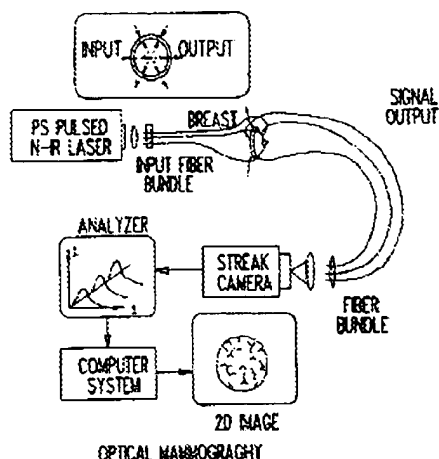 INPUT OUTPUT
PS PULSED
N-IR LASER
BREAST
INPUT FIBER
BUNDLE
SIGNAL
OUTPUT
ANALYZER
STREAK
CAMERA
FIBER
BUNDLE
COMPUTER
SYSTEM
2D IMAGE
OPTICAL MAMMOGRAGHY